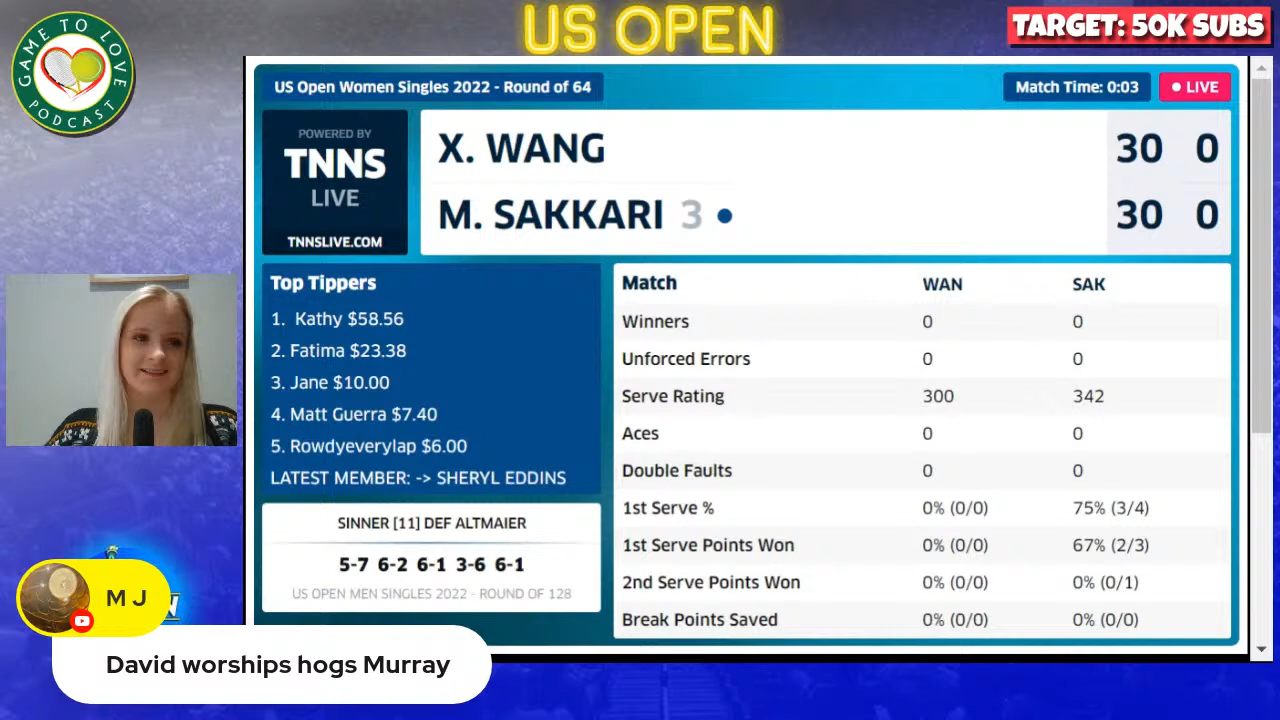 GAME TO LOVE
PODCAST
US OPEN
TARGET: 50K SUBS
US Open Women Singles 2022 - Round of 64
Match Time: 0:03
LIVE
POWERED BY
TNNS
LIVE
TNNSLIVE.COM
X. WANG 30 0
M. SAKKARI 3 30 0
Top Tippers
1. Kathy $58.56
2. Fatima $23.38
3. Jane $10.00
4. Matt Guerra $7.40
5. Rowdyeverylap $6.00
LATEST MEMBER: -> SHERYL EDDINS
SINNER [11] DEF ALTMAIER
5-7 6-2 6-1 3-6 6-1
US OPEN MEN SINGLES 2022 - ROUND OF 128
Match WAN SAK
Winners 0 0
Unforced Errors 0 0
Serve Rating 300 342
Aces 0 0
Double Faults 0 0
1st Serve % 0% (0/0) 75% (3/4)
1st Serve Points Won 0% (0/0) 67% (2/3)
2nd Serve Points Won 0% (0/0) 0% (0/1)
Break Points Saved 0% (0/0) 0% (0/0)
M J
David worships hogs Murray